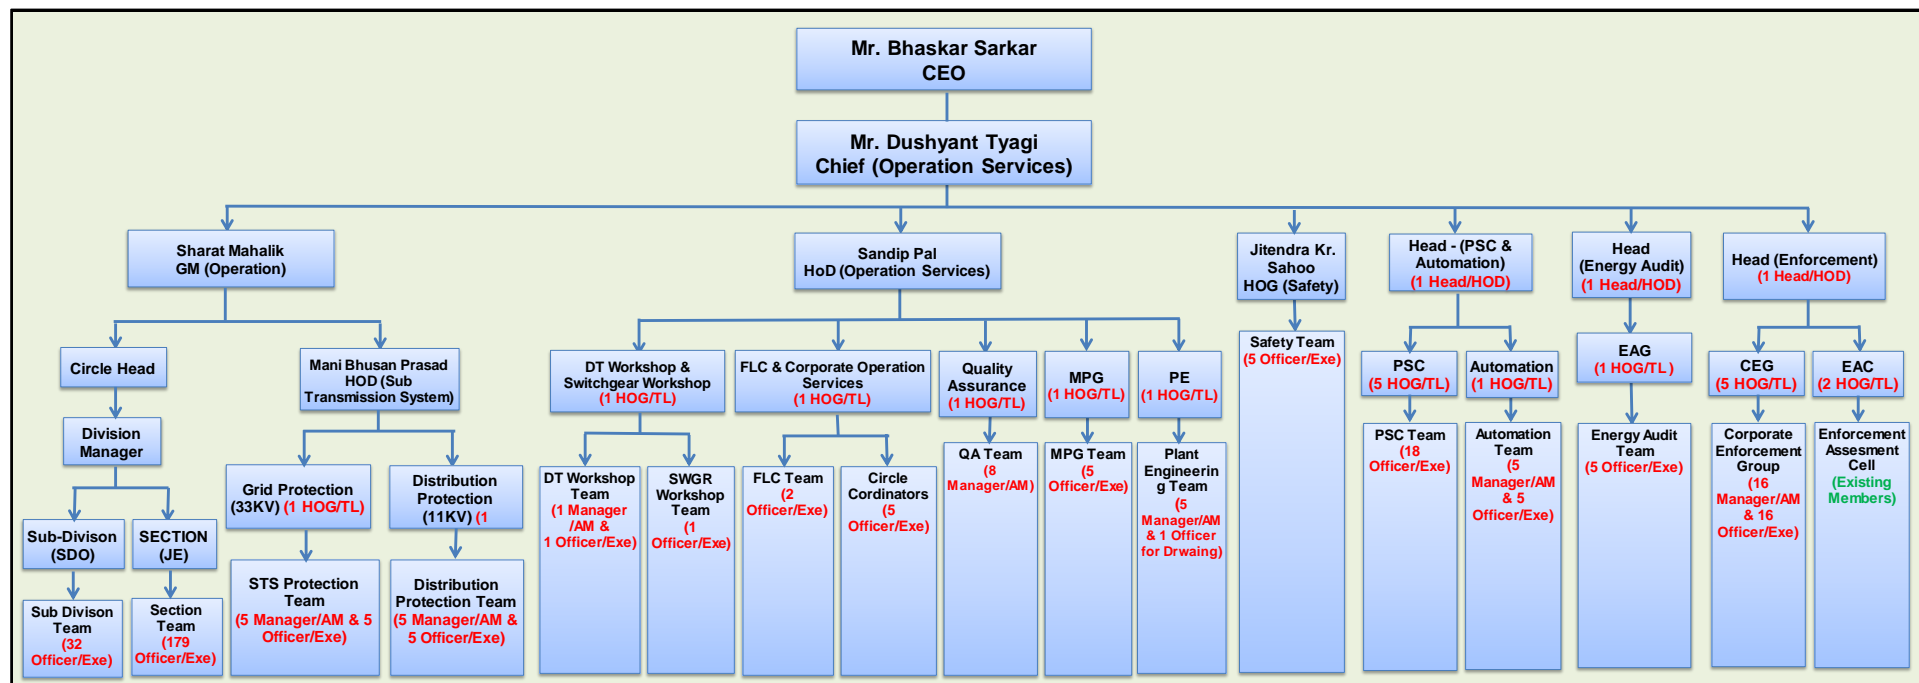 Mr. Bhaskar Sarkar
CEO
Mr. Dushyant Tyagi
Chief (Operation Services)
Sharat Mahalik
GM (Operation)
Sandip Pal
HoD (Operation Services)
Jitendra Kr.
Sahoo
HOG (Safety)
Head - (PSC &
Automation)
(1 Head/HOD)
Head
(Energy Audit)
(1 Head/HOD)
Head (Enforcement)
(1 Head/HOD)
Circle Head
Mani Bhusan Prasad
HOD (Sub
Transmission System)
DT Workshop &
Switchgear Workshop
(1 HOG/TL)
FLC & Corporate Operation
Services
(1 HOG/TL)
Quality
Assurance
(1 HOG/TL)
MPG
(1 HOG/TL)
PE
(1 HOG/TL)
Safety Team
(5 Officer/Exe)
PSC
(5 HOG/TL)
Automation
(1 HOG/TL)
EAG
(1 HOG/TL)
CEG
(5 HOG/TL)
EAC
(2 HOG/TL)
Division
Manager
Grid Protection
(33KV) (1 HOG/TL)
Distribution
Protection
(11KV) (1
DT Workshop
Team
(1 Manager
/AM &
1 Officer/Exe)
SWGR
Workshop
Team
(1
Officer/Exe)
FLC Team
(2
Officer/Exe)
Circle
Cordinators
(5
Officer/Exe)
QA Team
(8
Manager/AM)
MPG Team
(5
Officer/Exe)
Plant
Engineerin
g Team
(5
Manager/AM
& 1 Officer
for Drwaing)
PSC Team
(18
Officer/Exe)
Automation
Team
(5
Manager/AM
& 5
Officer/Exe)
Energy Audit
Team
(5 Officer/Exe)
Corporate
Enforcement
Group
(16
Manager/AM
& 16
Officer/Exe)
Enforcement
Assesment
Cell
(Existing
Members)
Sub-Divison
(SDO)
SECTION
(JE)
STS Protection
Team
(5 Manager/AM & 5
Officer/Exe)
Distribution
Protection Team
(5 Manager/AM &
5 Officer/Exe)
Sub Divison
Team
(32
Officer/Exe)
Section
Team
(179
Officer/Exe)